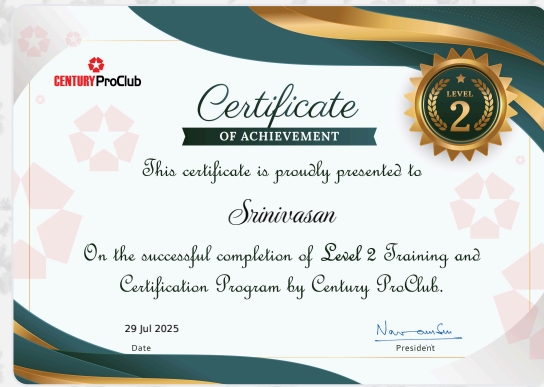 CENTURY ProClub
Certificate
OF ACHIEVEMENT
LEVEL
2
This certificate is proudly presented to
Srinivasan
On the successful completion of Level 2 Training and
Certification Program by Century ProClub.
29 Jul 2025
Date
President